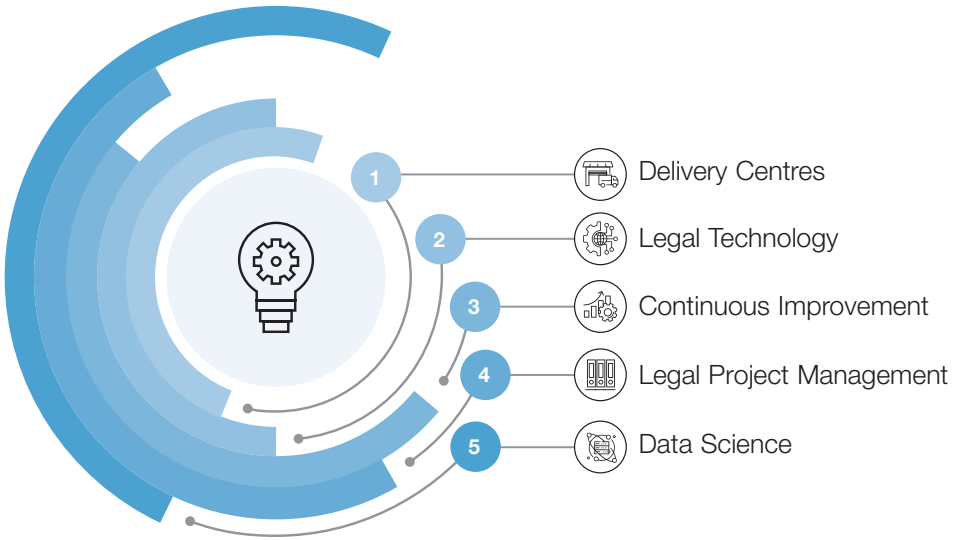 1 Delivery Centres
2 Legal Technology
3 Continuous Improvement
4 Legal Project Management
5 Data Science